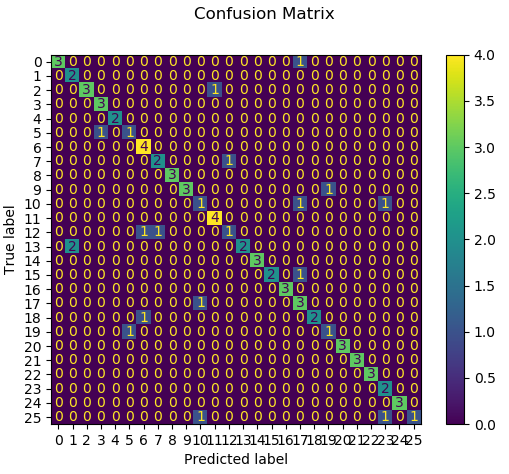 Confusion Matrix
True label
0 3 0 0 0 0 0 0 0 0 0 0 0 0 0 0 0 0 1 0 0 0 0 0 0 0 0
1 0 2 0 0 0 0 0 0 0 0 0 0 0 0 0 0 0 0 0 0 0 0 0 0 0 0
2 0 0 3 0 0 0 0 0 0 0 0 1 0 0 0 0 0 0 0 0 0 0 0 0 0 0
3 0 0 0 3 0 0 0 0 0 0 0 0 0 0 0 0 0 0 0 0 0 0 0 0 0 0
4 0 0 0 0 2 0 0 0 0 0 0 0 0 0 0 0 0 0 0 0 0 0 0 0 0 0
5 0 0 0 1 0 1 0 0 0 0 0 0 0 0 0 0 0 0 0 0 0 0 0 0 0 0
6 0 0 0 0 0 0 4 0 0 0 0 0 0 0 0 0 0 0 0 0 0 0 0 0 0 0
7 0 0 0 0 0 0 0 2 0 0 0 0 1 0 0 0 0 0 0 0 0 0 0 0 0 0
8 0 0 0 0 0 0 0 0 3 0 0 0 0 0 0 0 0 0 0 0 0 0 0 0 0 0
9 0 0 0 0 0 0 0 0 0 3 0 0 0 0 0 0 0 0 0 1 0 0 0 0 0 0
10 0 0 0 0 0 0 0 0 0 0 1 0 0 0 0 0 0 1 0 0 0 0 0 1 0 0
11 0 0 0 0 0 0 0 0 0 0 0 4 0 0 0 0 0 0 0 0 0 0 0 0 0 0
12 0 0 0 0 0 0 1 1 0 0 0 0 1 0 0 0 0 0 0 0 0 0 0 0 0 0
13 0 2 0 0 0 0 0 0 0 0 0 0 0 2 0 0 0 0 0 0 0 0 0 0 0 0
14 0 0 0 0 0 0 0 0 0 0 0 0 0 0 3 0 0 0 0 0 0 0 0 0 0 0
15 0 0 0 0 0 0 0 0 0 0 0 0 0 0 0 2 0 1 0 0 0 0 0 0 0 0
16 0 0 0 0 0 0 0 0 0 0 0 0 0 0 0 0 3 0 0 0 0 0 0 0 0 0
17 0 0 0 0 0 0 0 0 0 0 1 0 0 0 0 0 0 3 0 0 0 0 0 0 0 0
18 0 0 0 0 0 0 1 0 0 0 0 0 0 0 0 0 0 0 2 0 0 0 0 0 0 0
19 0 0 0 0 0 1 0 0 0 0 0 0 0 0 0 0 0 0 0 1 0 0 0 0 0 0
20 0 0 0 0 0 0 0 0 0 0 0 0 0 0 0 0 0 0 0 0 3 0 0 0 0 0
21 0 0 0 0 0 0 0 0 0 0 0 0 0 0 0 0 0 0 0 0 0 3 0 0 0 0
22 0 0 0 0 0 0 0 0 0 0 0 0 0 0 0 0 0 0 0 0 0 0 3 0 0 0
23 0 0 0 0 0 0 0 0 0 0 0 0 0 0 0 0 0 0 0 0 0 0 0 2 0 0
24 0 0 0 0 0 0 0 0 0 0 0 0 0 0 0 0 0 0 0 0 0 0 0 0 3 0
25 0 0 0 0 0 0 0 0 0 0 1 0 0 0 0 0 0 0 0 0 0 0 0 1 0 1
0 1 2 3 4 5 6 7 8 9 10 11 12 13 14 15 16 17 18 19 20 21 22 23 24 25
Predicted label
4.0
3.5
3.0
2.5
2.0
1.5
1.0
0.5
0.0